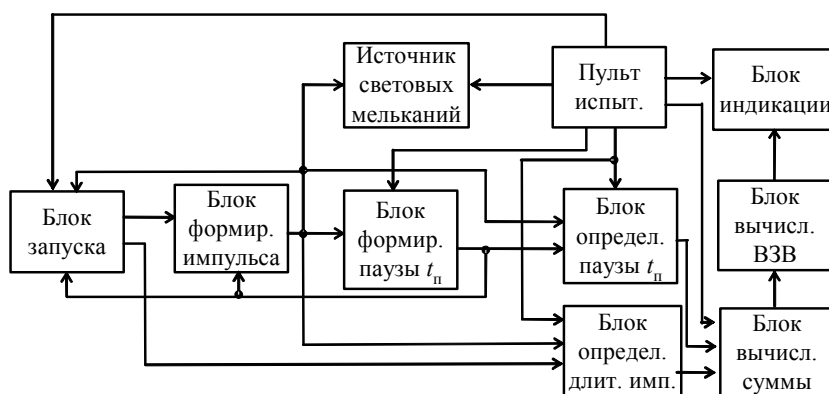 Источник
световых
мельканий
Пульт
испыт.
Блок
индикации
Блок
запуска
Блок
формир.
импульса
Блок
формир.
паузы tп
Блок
определ.
паузы tп
Блок
вычисл.
ВЗВ
Блок
определ.
длит. имп.
Блок
вычисл.
суммы